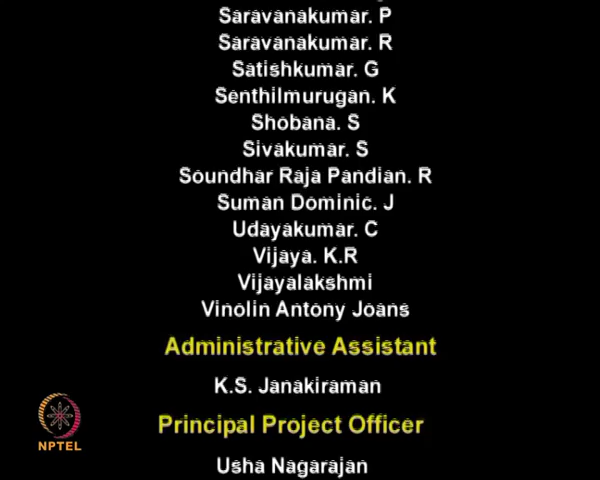 Saravanakumar. P
Saravanakumar. R
Satishkumar. G
Senthilmurugan. K
Shobana. S
Sivakumar. S
Soundhar Raja Pandian. R
Suman Dominic. J
Udayakumar. C
Vijaya. K.R
Vijayalakshmi
Vinolin Antony Joans
Administrative Assistant
K.S. Janakiraman
Principal Project Officer
NPTEL
Usha Nagarajan